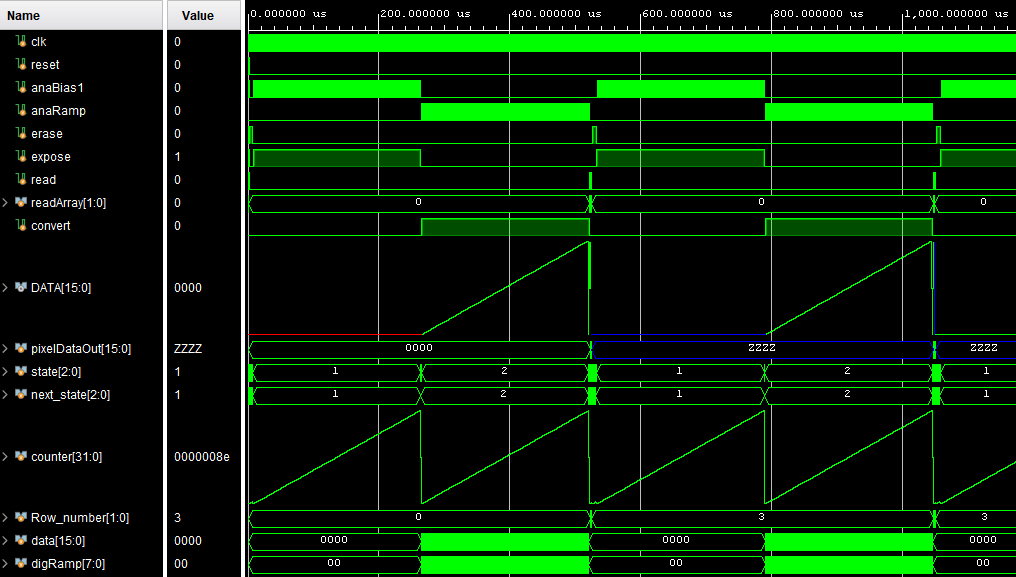 Name Value 0.000000 us 200.000000 us 400.000000 us 600.000000 us 800.000000 us 1,000.000000 us
clk 0
reset 0
anaBias1 0
anaRamp 0
erase 0
expose 1
read 0
readArray[1:0] 0 0 0 0
convert 0
DATA[15:0] 0000
pixelDataOut[15:0] ZZZZ 0000 ZZZZ ZZZZ
state[2:0] 1 1 2 1 2 1
next_state[2:0] 1 1 2 1 2 1
counter[31:0] 0000008e
Row_number[1:0] 3 0 3 3
data[15:0] 0000 0000 0000 0000
digRamp[7:0] 00 00 00 00